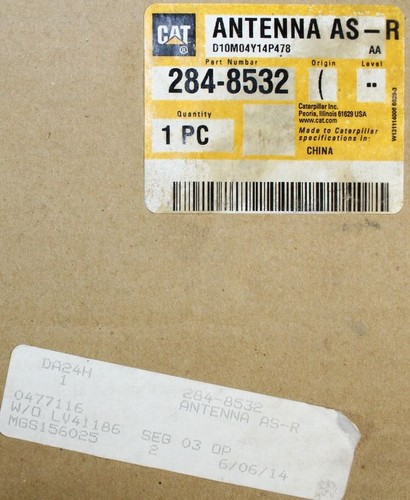 CAT ANTENNA AS-R
D10M04Y14P478 AA
Part Number Origin Level
284-8532 ( --
Caterpillar Inc.
Peoria, Illinois 61629 USA
www.cat.com
Quantity
1 PC
Made to Caterpillar
specifications in:
CHINA
DA24H
1
284-8532
ANTENNA AS-R
0477116
W/O LV41186
MGS156025
SEG 03 OP
2
6/06/14